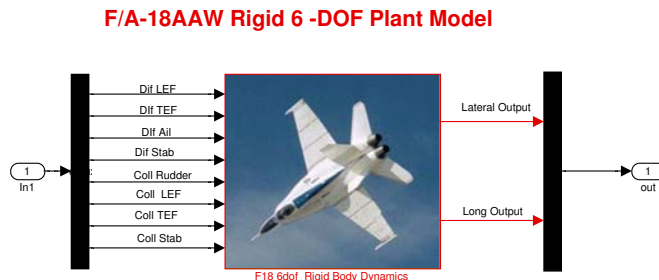 F/A-18AAW Rigid 6 -DOF Plant Model
Dif LEF
DIf TEF
DIf Ail
Dif Stab
Coll Rudder
Coll LEF
Coll TEF
Coll Stab
1
In1
Lateral Output
Long Output
1
out
F18 6dof Rigid Body Dynamics